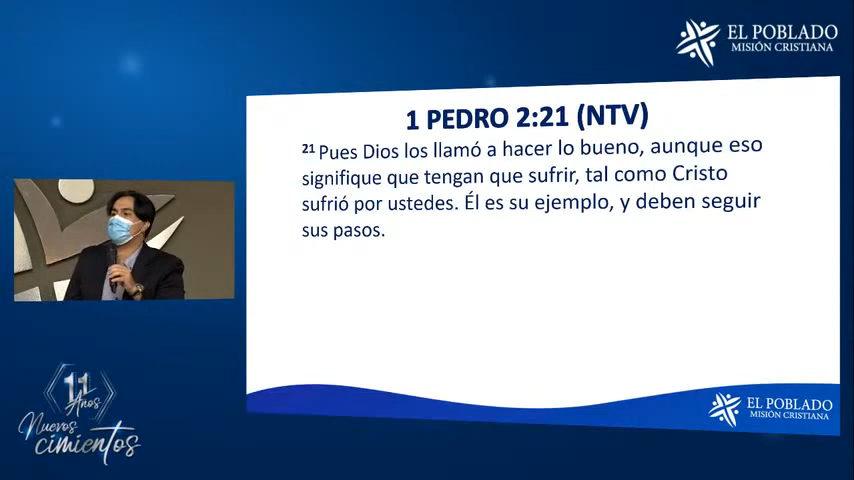 EL POBLADO
MISIÓN CRISTIANA
1 PEDRO 2:21 (NTV)
21 Pues Dios los llamó a hacer lo bueno, aunque eso
signifique que tengan que sufrir, tal como Cristo
sufrió por ustedes. Él es su ejemplo, y deben seguir
sus pasos.
11
Años
Nuevos
cimientos
EL POBLADO
MISIÓN CRISTIANA